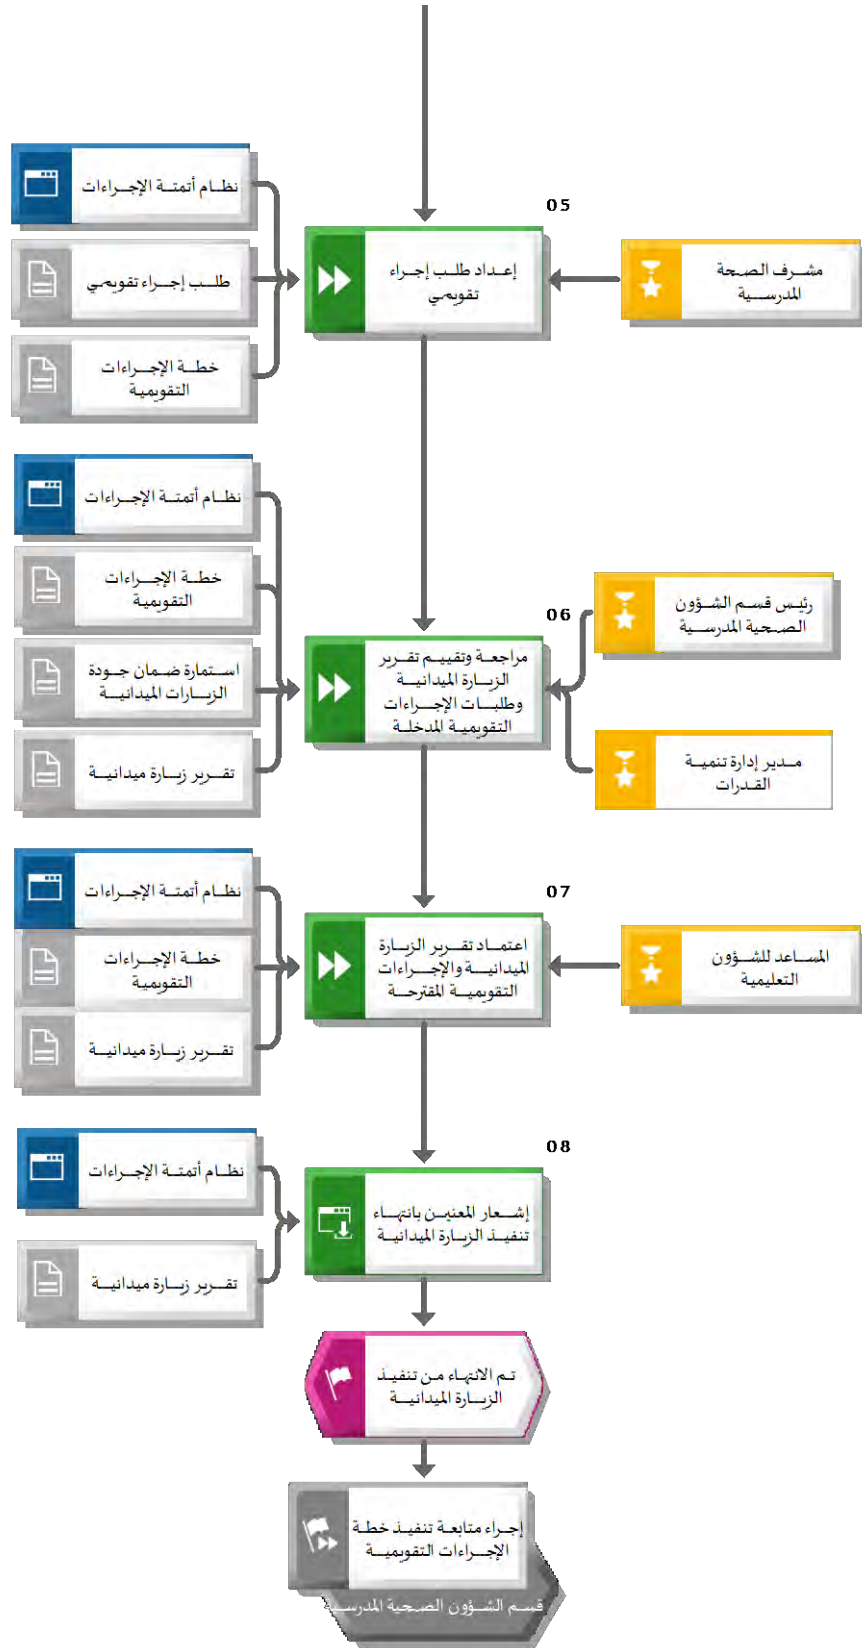 05
نظام أتمتة الإجراءات
إعداد طلب إجراء
تقويمي
مشرف الصحة
المدرسية
طلب إجراء تقويمي
خطة الإجراءات
التقويمية
06
نظام أتمتة الإجراءات
خطة الإجراءات
التقويمية
رئيس قسم الشؤون
الصحية المدرسية
مراجعة وتقييم تقرير
الزيارة الميدانية
وطلبات الإجراءات
التقويمية المدخلة
استمارة ضمان جودة
الزيارات الميدانية
مدير إدارة تنمية
القدرات
تقرير زيارة ميدانية
07
نظام أتمتة الإجراءات
اعتماد تقرير الزيارة
الميدانية والإجراءات
التقويمية المقترحة
المساعد للشؤون
التعليمية
خطة الإجراءات
التقويمية
تقرير زيارة ميدانية
08
نظام أتمتة الإجراءات
إشعار المعنين بانتهاء
تنفيذ الزيارة الميدانية
تقرير زيارة ميدانية
تم الانتهاء من تنفيذ
الزيارة الميدانية
إجراء متابعة تنفيذ خطة
الإجراءات التقويمية
قسم الشؤون الصحية المدرسية